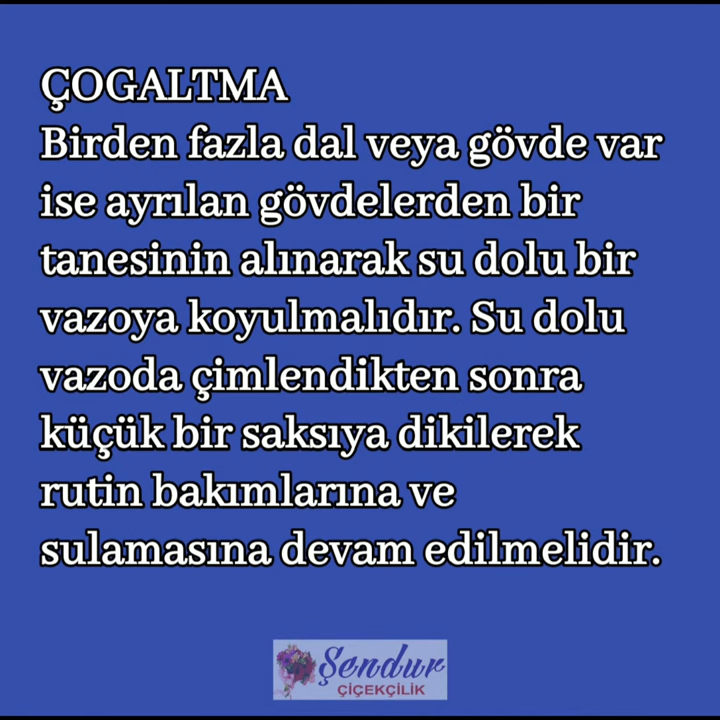 ÇOGALTMA
Birden fazla dal veya gövde var
ise ayrılan gövdelerden bir
tanesinin alınarak su dolu bir
vazoya koyulmalıdır. Su dolu
vazoda çimlendikten sonra
küçük bir saksıya dikilerek
rutin bakımlarına ve
sulamasına devam edilmelidir.
Şendur
ÇİÇEKÇİLİK